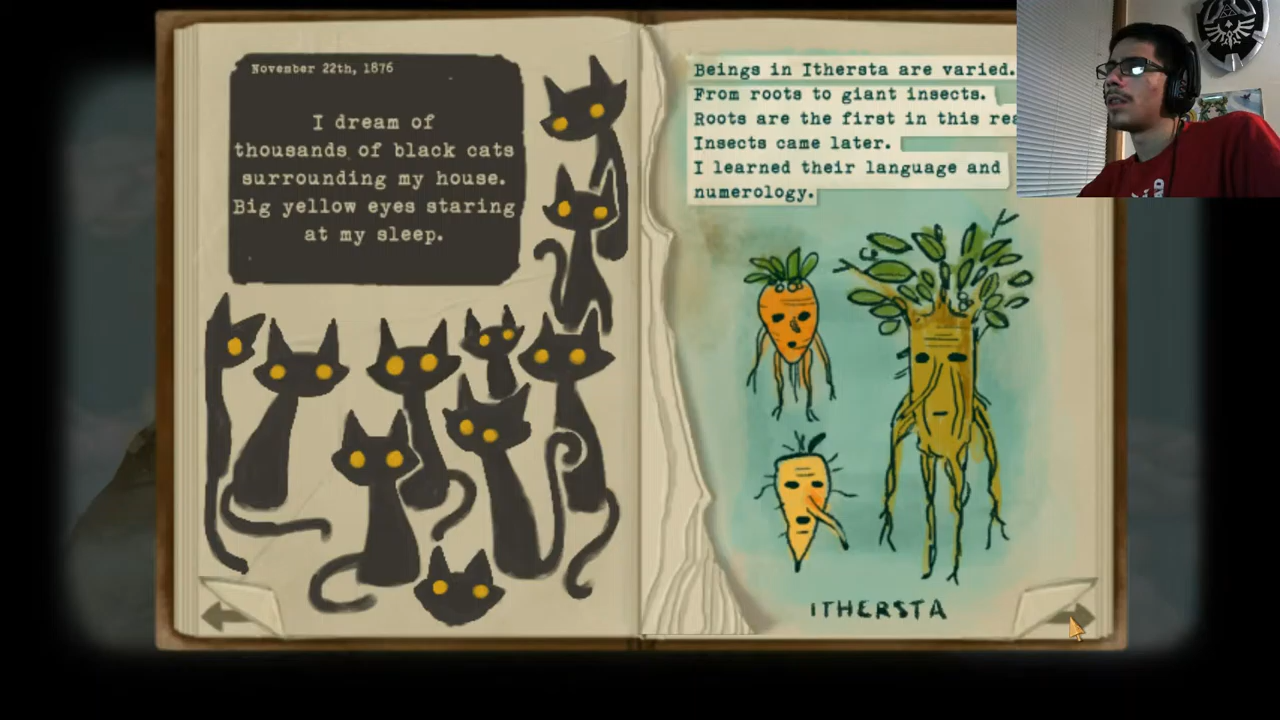 November 22th, 1876
I dream of
thousands of black cats
surrounding my house.
Big yellow eyes staring
at my sleep.
Beings in Ithersta are varied.
From roots to giant insects.
Roots are the first in this
Insects came later.
I learned their language and
numerology.
ITHERSTA